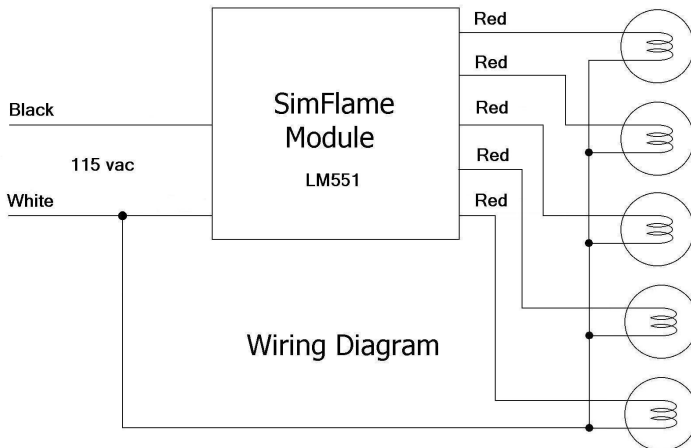 Red
Red
SimFlame
Module
LM551
Red
Red
Red
Black
115 vac
White
Wiring Diagram